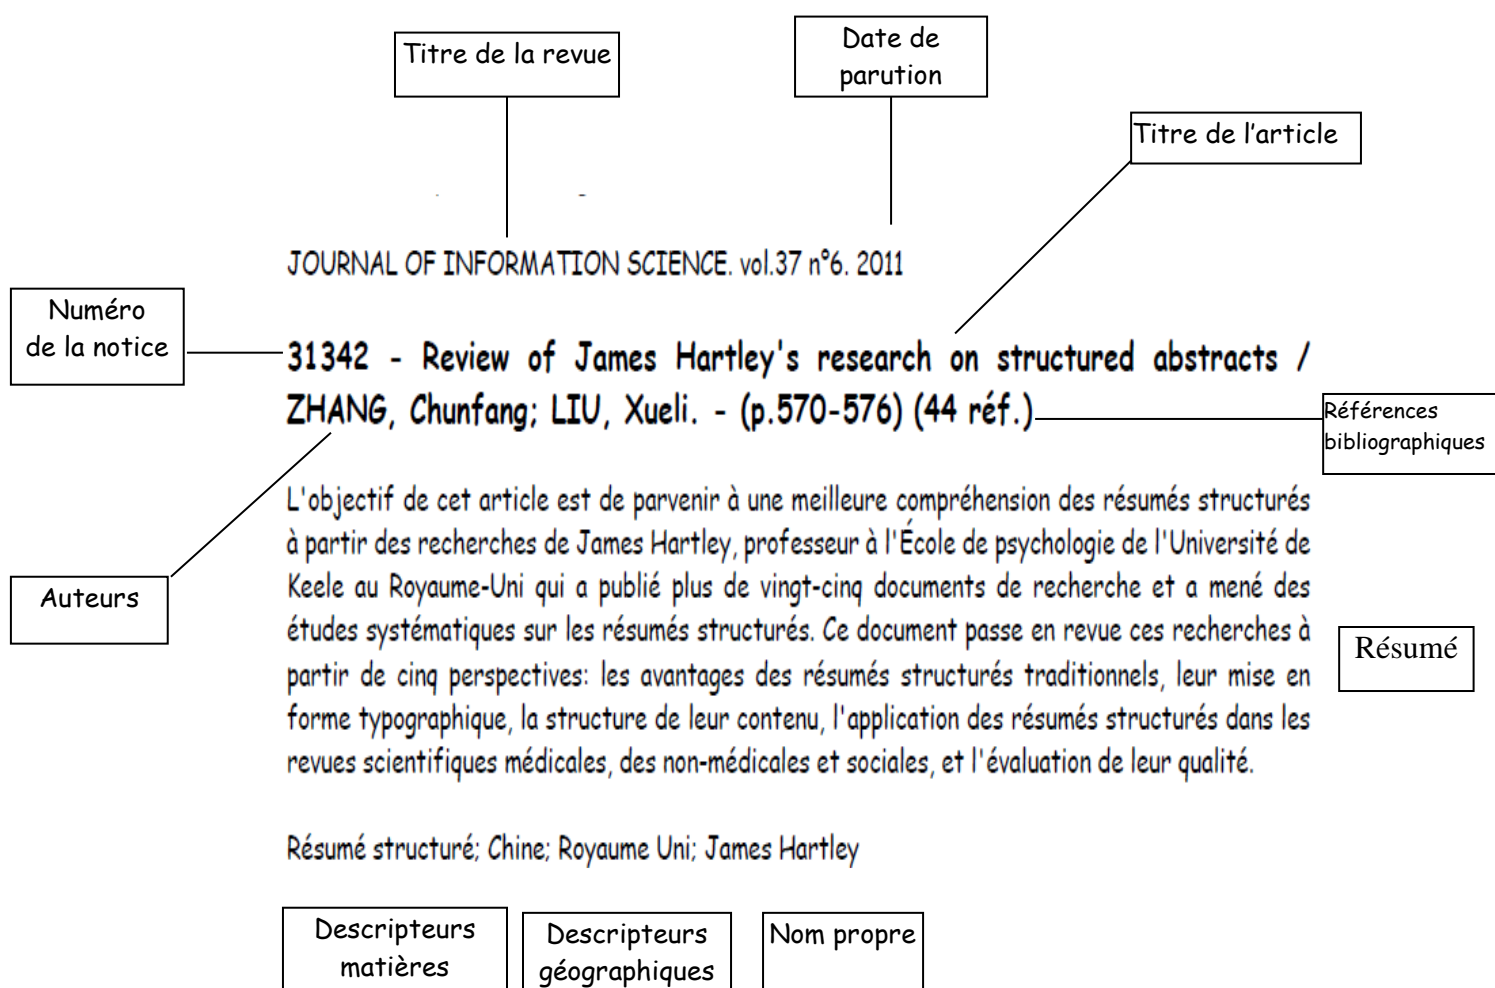 Titre de la revue
Date de
parution
Titre de l’article
JOURNAL OF INFORMATION SCIENCE. vol.37 n°6. 2011
Numéro
de la notice
31342 - Review of James Hartley's research on structured abstracts /
ZHANG, Chunfang; LIU, Xueli. - (p.570-576) (44 réf.)
Références
bibliographiques
L'objectif de cet article est de parvenir à une meilleure compréhension des résumés structurés
à partir des recherches de James Hartley, professeur à l'École de psychologie de l'Université de
Keele au Royaume-Uni qui a publié plus de vingt-cinq documents de recherche et a mené des
études systématiques sur les résumés structurés. Ce document passe en revue ces recherches à
partir de cinq perspectives: les avantages des résumés structurés traditionnels, leur mise en
forme typographique, la structure de leur contenu, l'application des résumés structurés dans les
revues scientifiques médicales, des non-médicales et sociales, et l'évaluation de leur qualité.
Auteurs
Résumé
Résumé structuré; Chine; Royaume Uni; James Hartley
Descripteurs
matières
Descripteurs
géographiques
Nom propre